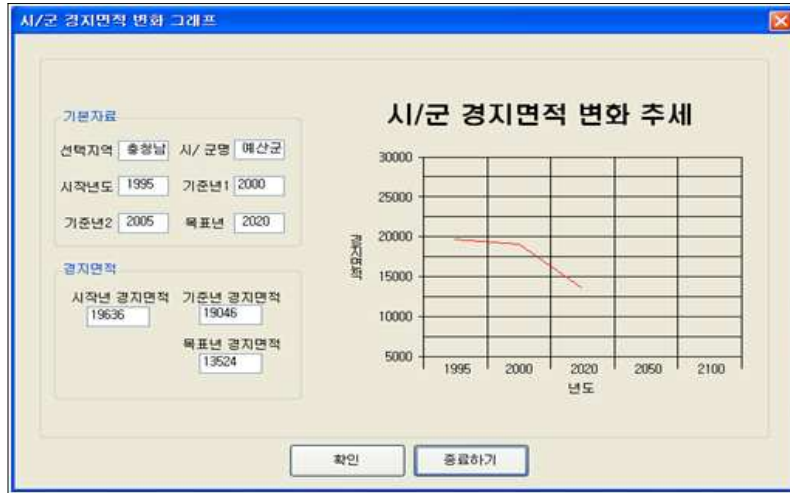 시/군 경지면적 변화 그래프
기본자료
선택지역 충청남 시/ 군명 예산군
시작년도 1995 기준년1 2000
기준년2 2005 목표년 2020
경지면적
시작년 경지면적 기준년 경지면적
19636 19046
목표년 경지면적
13524
시/군 경지면적 변화 추세
30000
25000
20000
15000
10000
5000
경지면적
1995 2000 2020 2050 2100
년도
확인 종료하기